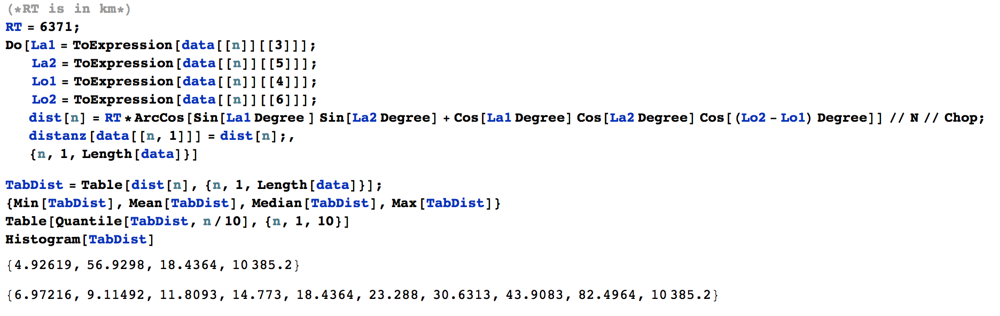 (*RT is in km*)
RT = 6371;
Do[La1 = ToExpression[data[[n]][[3]]];
La2 = ToExpression[data[[n]][[5]]];
Lo1 = ToExpression[data[[n]][[4]]];
Lo2 = ToExpression[data[[n]][[6]]];
dist[n] = RT * ArcCos[Sin[La1 Degree ] Sin[La2 Degree] + Cos[La1 Degree] Cos[La2 Degree] Cos[(Lo2 - Lo1) Degree]] // N // Chop;
distanz[data[[n, 1]]] = dist[n];,
{n, 1, Length[data]}]
TabDist = Table[dist[n], {n, 1, Length[data]}];
{Min[TabDist], Mean[TabDist], Median[TabDist], Max[TabDist]}
Table[Quantile[TabDist, n / 10], {n, 1, 10}]
Histogram[TabDist]
{4.92619, 56.9298, 18.4364, 10 385.2}
{6.97216, 9.11492, 11.8093, 14.773, 18.4364, 23.288, 30.6313, 43.9083, 82.4964, 10 385.2}